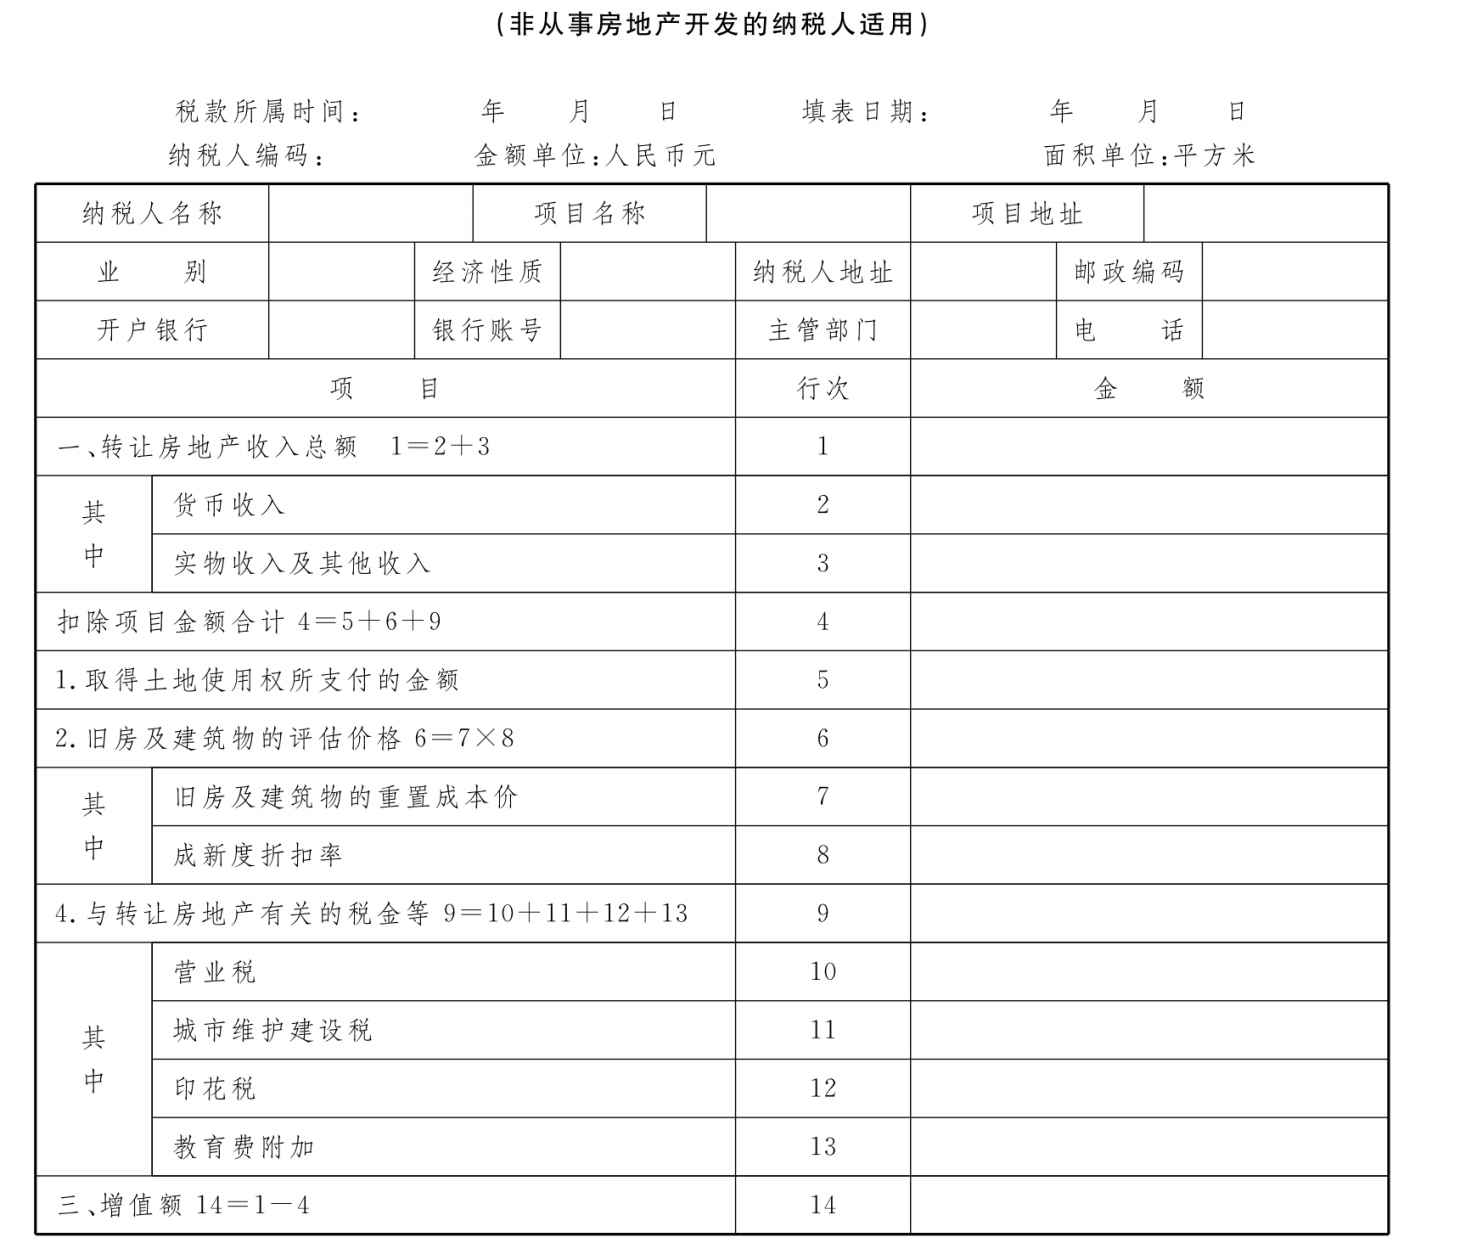 (非从事房地产开发的纳税人适用)
税款所属时间: 年 月 日 填表日期: 年 月 日
纳税人编码: 金额单位:人民币元 面积单位:平方米
纳税人名称 项目名称 项目地址
业 别 经济性质 纳税人地址 邮政编码
开户银行 银行账号 主管部门 电 话
项 目 行次 金 额
一、转让房地产收入总额 1=2+3 1
其中
货币收入 2
实物收入及其他收入 3
扣除项目金额合计 4=5+6+9 4
1.取得土地使用权所支付的金额 5
2.旧房及建筑物的评估价格 6=7×8 6
其中
旧房及建筑物的重置成本价 7
成新度折扣率 8
4.与转让房地产有关的税金等 9=10+11+12+13 9
其中
营业税 10
城市维护建设税 11
印花税 12
教育费附加 13
三、增值额 14=1-4 14